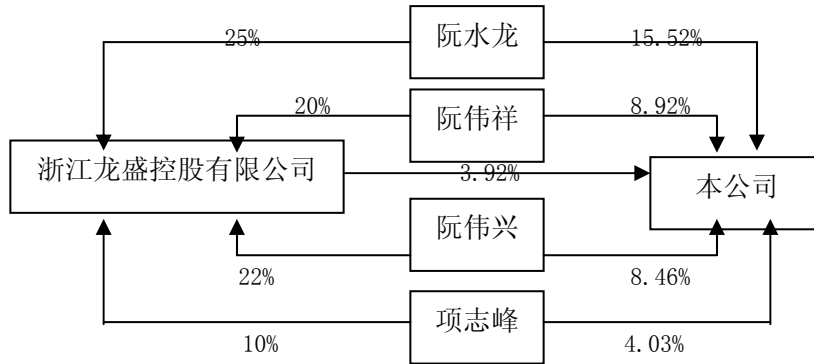 25%
阮水龙
15.52%
20%
阮伟祥
8.92%
浙江龙盛控股有限公司
3.92%
本公司
阮伟兴
22%
8.46%
项志峰
10%
4.03%